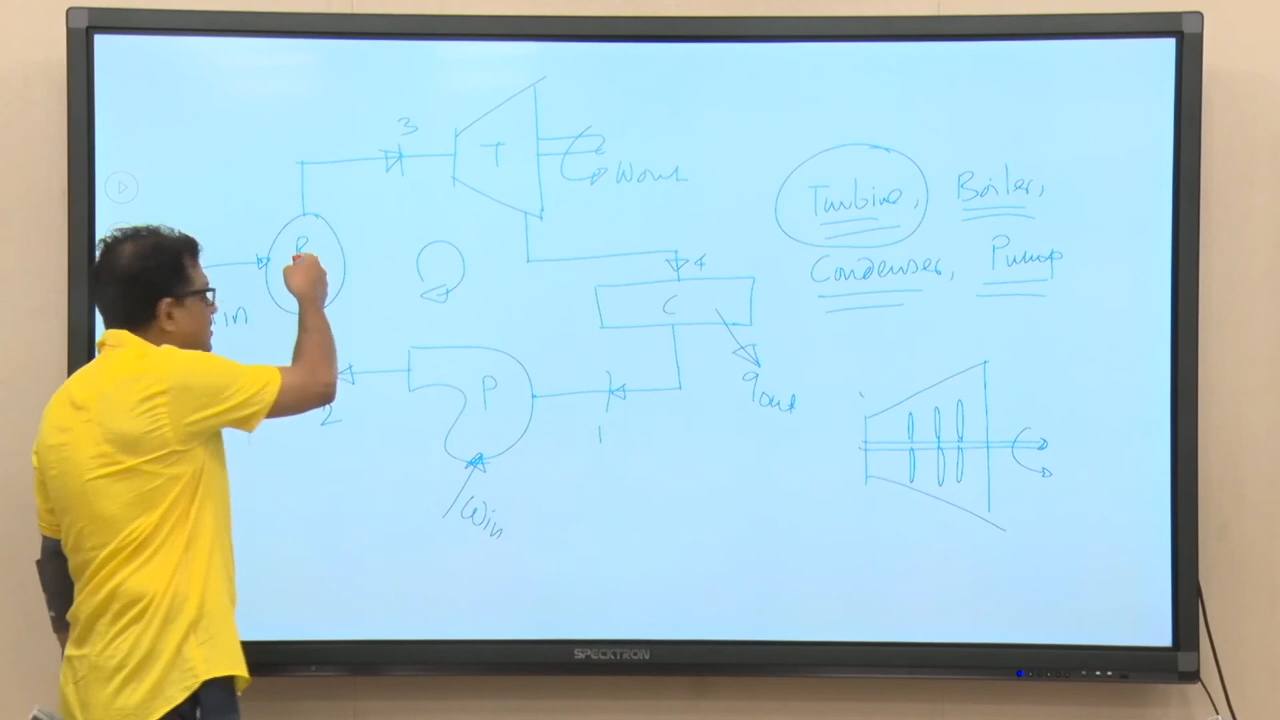 3
T
Wout
Turbine, Boiler,
B
4
Condenser, Pump
C
in
P
qout
2
1
Win
SPECKTRON